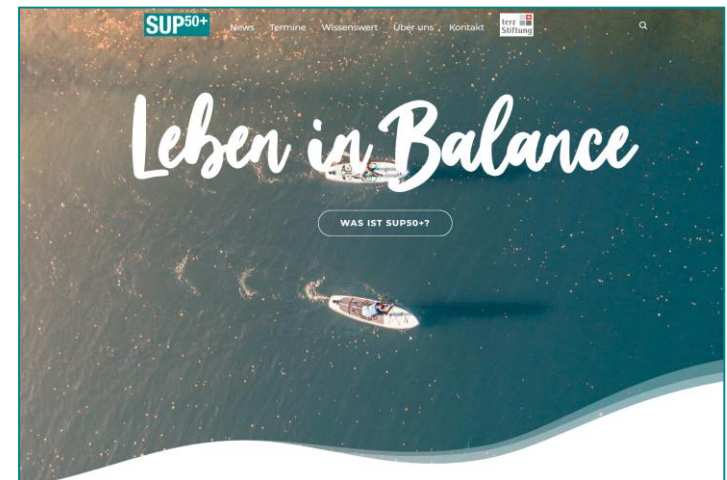 SUP50+ News Termine Wissenswert Über uns Kontakt terz Stiftung
Leben in Balance
WAS IST SUP50+?